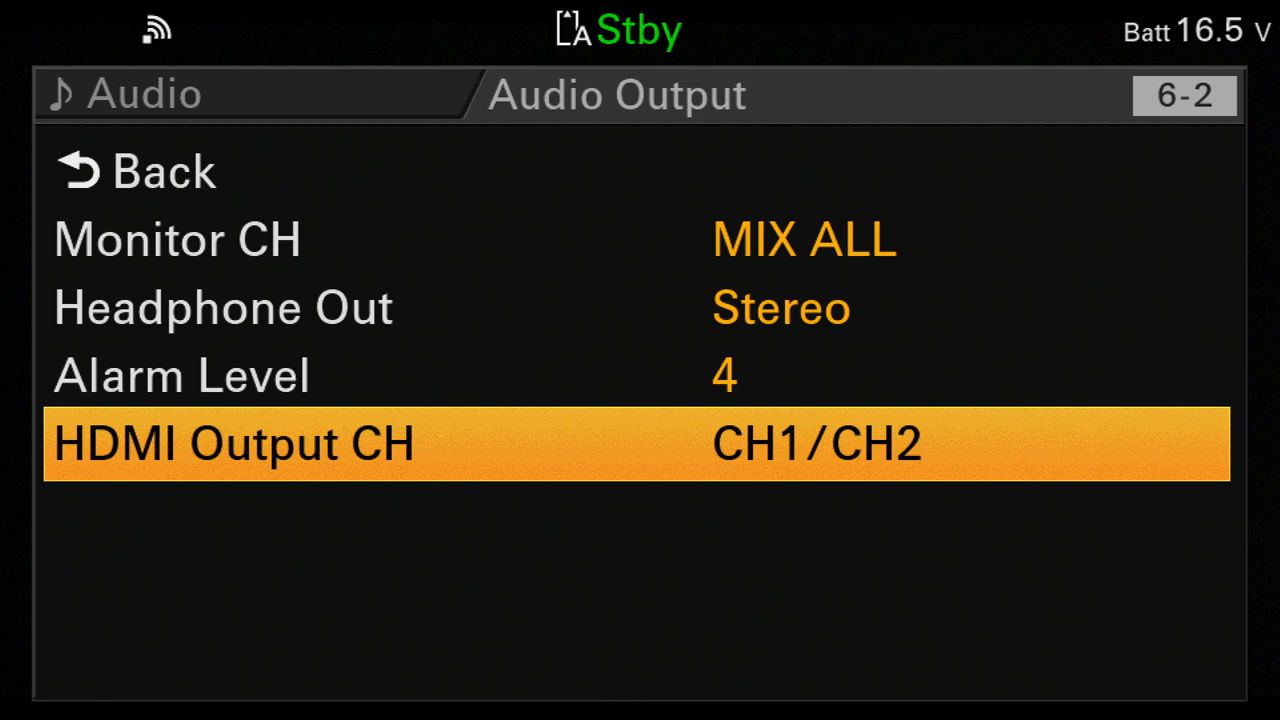 A Stby Batt 16.5 V
Audio Audio Output 6-2
Back
Monitor CH MIX ALL
Headphone Out Stereo
Alarm Level 4
HDMI Output CH CH1/CH2